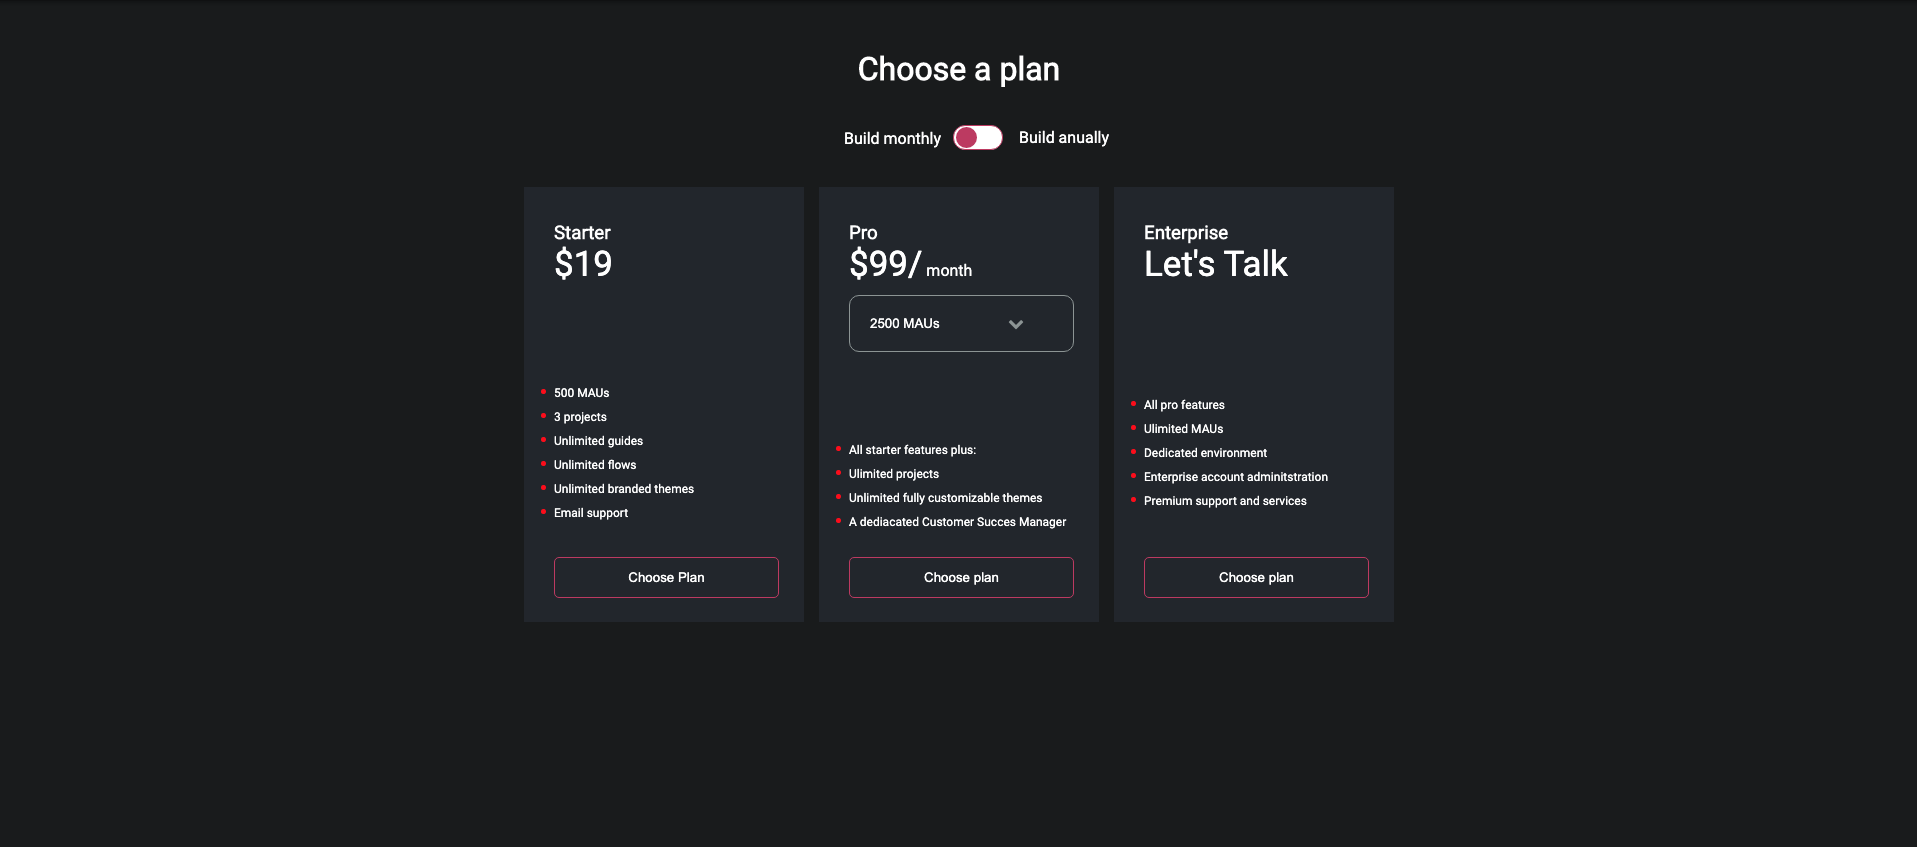 Choose a plan
Build monthly
Build anually
Starter
$19
500 MAUs
3 projects
Unlimited guides
Unlimited flows
Unlimited branded themes
Email support
Choose Plan
Pro
$99/ month
2500 MAUs
All starter features plus:
Ulimited projects
Unlimited fully customizable themes
A dediacated Customer Succes Manager
Choose plan
Enterprise
Let's Talk
All pro features
Ulimited MAUs
Dedicated environment
Enterprise account adminitstration
Premium support and services
Choose plan